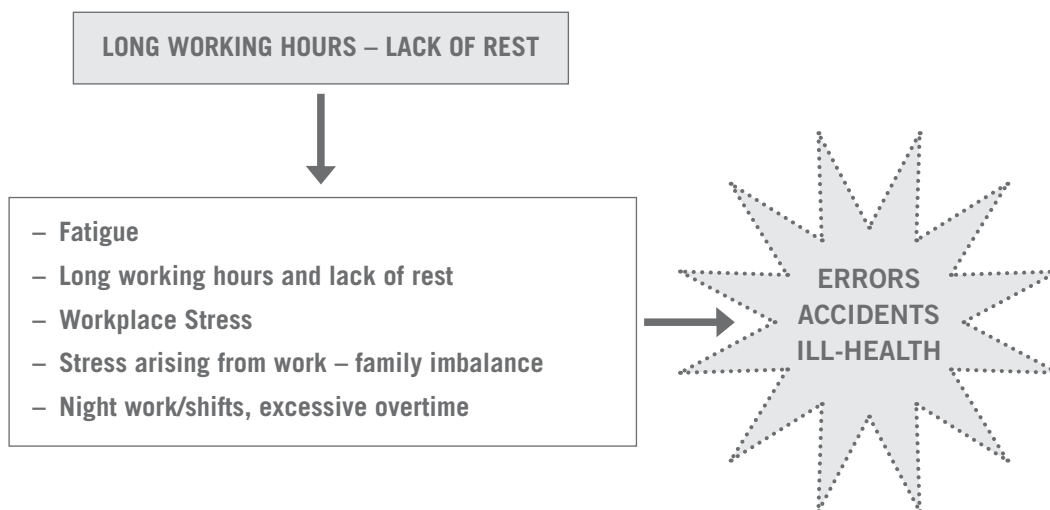 LONG WORKING HOURS – LACK OF REST
– Fatigue
– Long working hours and lack of rest
– Workplace Stress
– Stress arising from work – family imbalance
– Night work/shifts, excessive overtime
ERRORS
ACCIDENTS
ILL-HEALTH